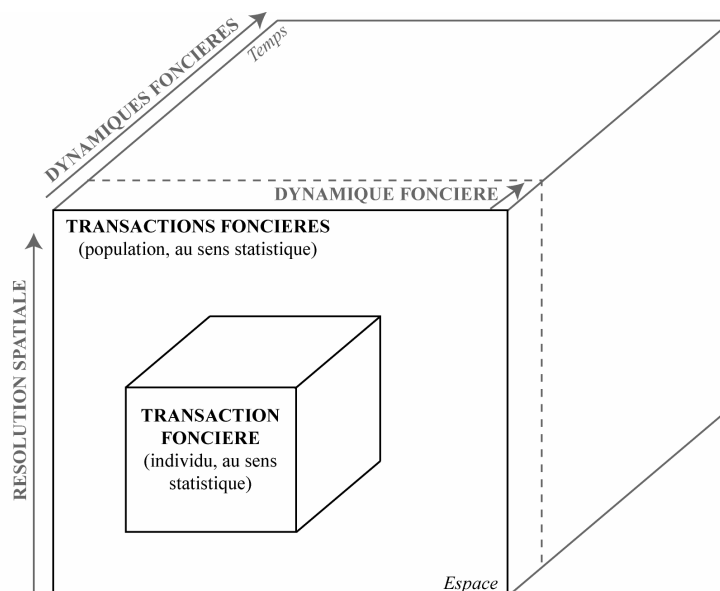 DYNAMIQUES FONCIERES
Temps
DYNAMIQUE FONCIERE
TRANSACTIONS FONCIERES
(population, au sens statistique)
RESOLUTION SPATIALE
TRANSACTION
FONCIERE
(individu, au sens
statistique)
Espace